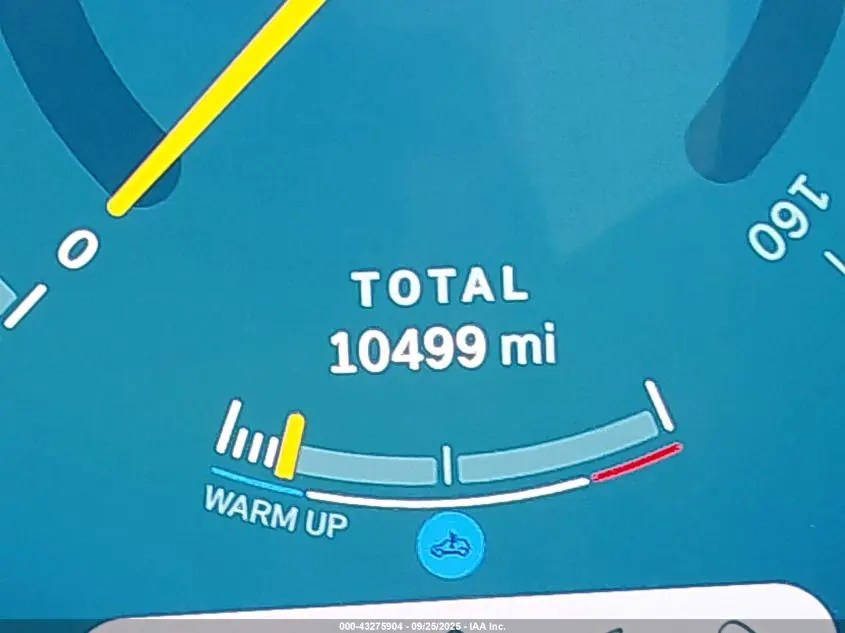 0
160
TOTAL
10499 mi
WARM UP
000-43275904 - 09/25/2025 - IAA Inc.